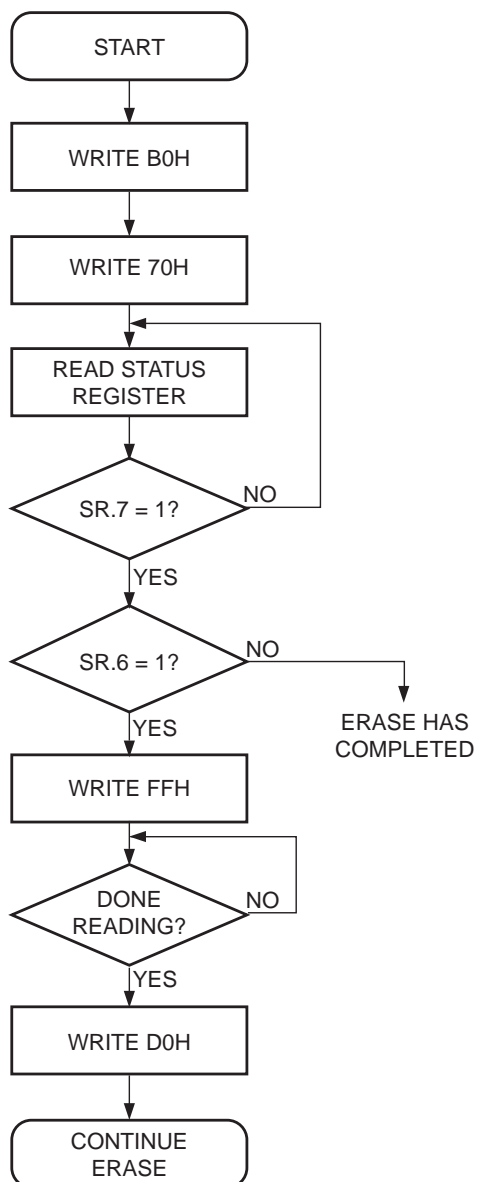 START
WRITE B0H
WRITE 70H
READ STATUS
REGISTER
SR.7 = 1?
NO
YES
SR.6 = 1?
NO
YES
ERASE HAS
COMPLETED
WRITE FFH
DONE
READING?
NO
YES
WRITE D0H
CONTINUE
ERASE